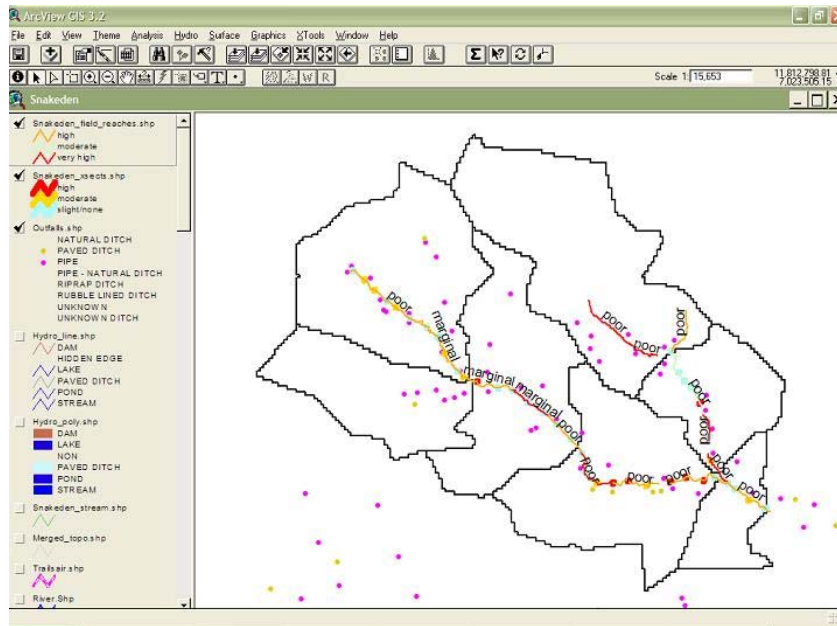 ArcView GIS 3.2
File Edit View Theme Analysis Hydro Surface Graphics XTools Window Help
Scale 1: 15,653
11,812,798.81
7,023,505.15
Snakeden
Snakeden_field_reaches.shp
high
moderate
very high
Snakeden_xsects.shp
high
moderate
slight/none
Outfalls.shp
NATURAL DITCH
PAVED DITCH
PIPE
PIPE - NATURAL DITCH
RIPRAP DITCH
RUBBLE LINED DITCH
UNKNOWN
UNKNOWN DITCH
Hydro_line.shp
DAM
HIDDEN EDGE
LAKE
PAVED DITCH
POND
STREAM
Hydro_poly.shp
DAM
LAKE
NON
PAVED DITCH
POND
STREAM
Snakeden_stream.shp
Merged_topo.shp
Trailsair.shp
River.Shp
poor
marginal
marginal
marginal
poor
poor
poor
poor
poor
poor
poor
poor
poor
poor
poor